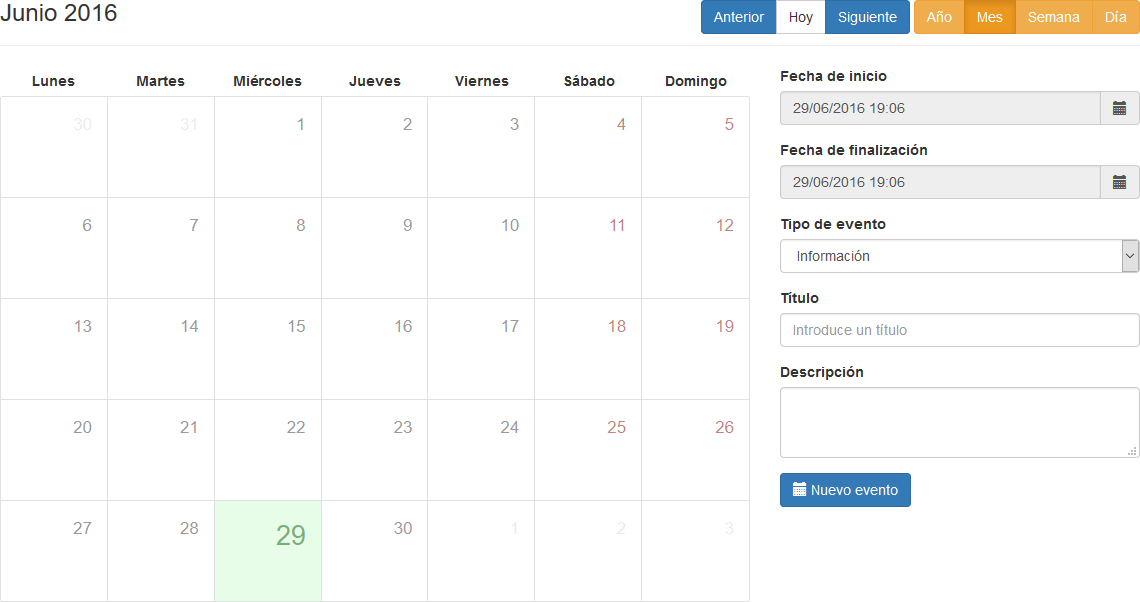 Junio 2016
Anterior Hoy Siguiente Año Mes Semana Día
Lunes Martes Miércoles Jueves Viernes Sábado Domingo
30 31 1 2 3 4 5
6 7 8 9 10 11 12
13 14 15 16 17 18 19
20 21 22 23 24 25 26
27 28 29 30 1 2 3
Fecha de inicio
29/06/2016 19:06
Fecha de finalización
29/06/2016 19:06
Tipo de evento
Información
Título
Introduce un título
Descripción
Nuevo evento